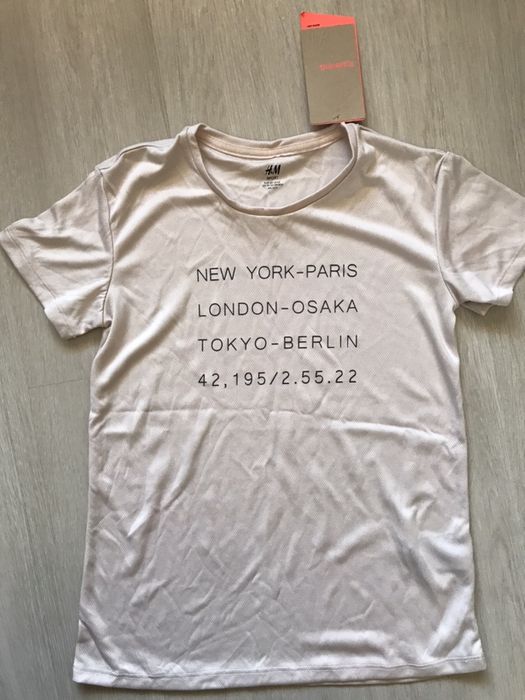 H&M
NEW YORK-PARIS
LONDON-OSAKA
TOKYO-BERLIN
42,195/2.55.22